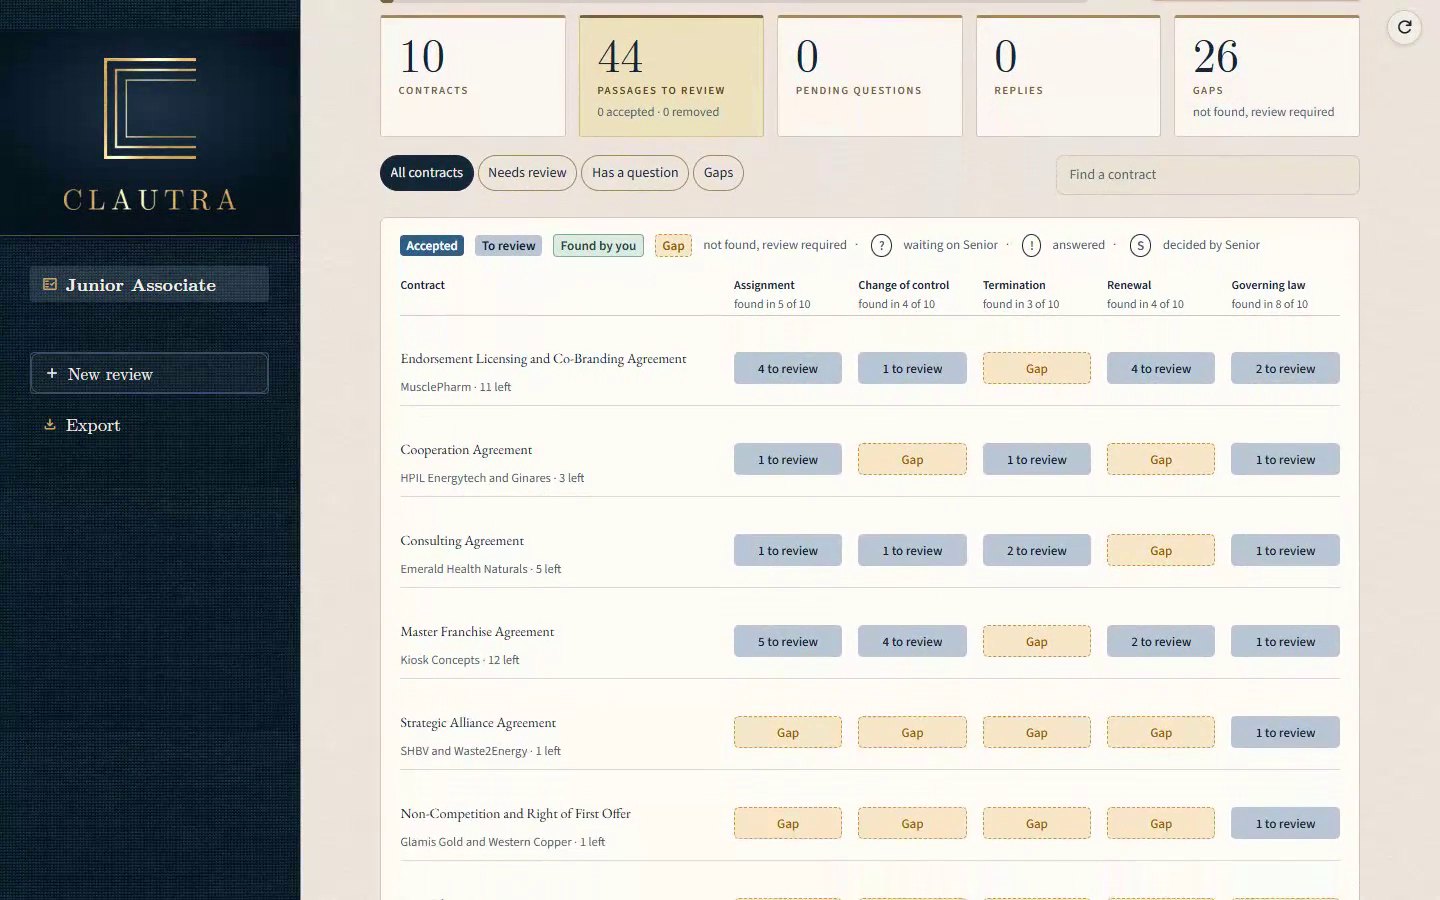 CLAUTRA
Junior Associate
+ New review
Export
10
CONTRACTS
44
PASSAGES TO REVIEW
0 accepted · 0 removed
0
PENDING QUESTIONS
0
REPLIES
26
GAPS
not found, review required
All contracts Needs review Has a question Gaps
Find a contract
Accepted To review Found by you Gap not found, review required · ? waiting on Senior · ! answered · S decided by Senior
Contract Assignment Change of control Termination Renewal Governing law
found in 5 of 10 found in 4 of 10 found in 3 of 10 found in 4 of 10 found in 8 of 10
Endorsement Licensing and Co-Branding Agreement
MusclePharm · 11 left
4 to review 1 to review Gap 4 to review 2 to review
Cooperation Agreement
HPIL Energytech and Ginares · 3 left
1 to review Gap 1 to review Gap 1 to review
Consulting Agreement
Emerald Health Naturals · 5 left
1 to review 1 to review 2 to review Gap 1 to review
Master Franchise Agreement
Kiosk Concepts · 12 left
5 to review 4 to review Gap 2 to review 1 to review
Strategic Alliance Agreement
SHBV and Waste2Energy · 1 left
Gap Gap Gap Gap 1 to review
Non-Competition and Right of First Offer
Glamis Gold and Western Copper · 1 left
Gap Gap Gap Gap 1 to review